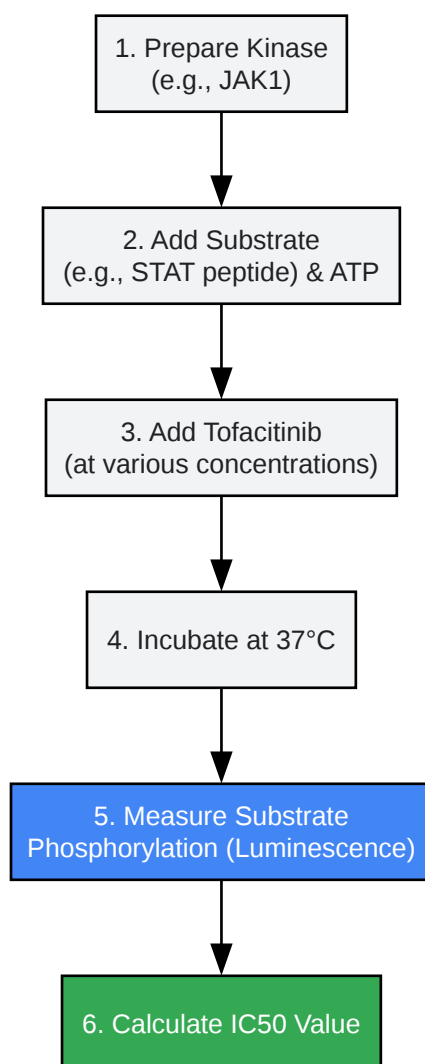 1. Prepare Kinase
(e.g., JAK1)
2. Add Substrate
(e.g., STAT peptide) & ATP
3. Add Tofacitinib
(at various concentrations)
4. Incubate at 37°C
5. Measure Substrate
Phosphorylation (Luminescence)
6. Calculate IC50 Value